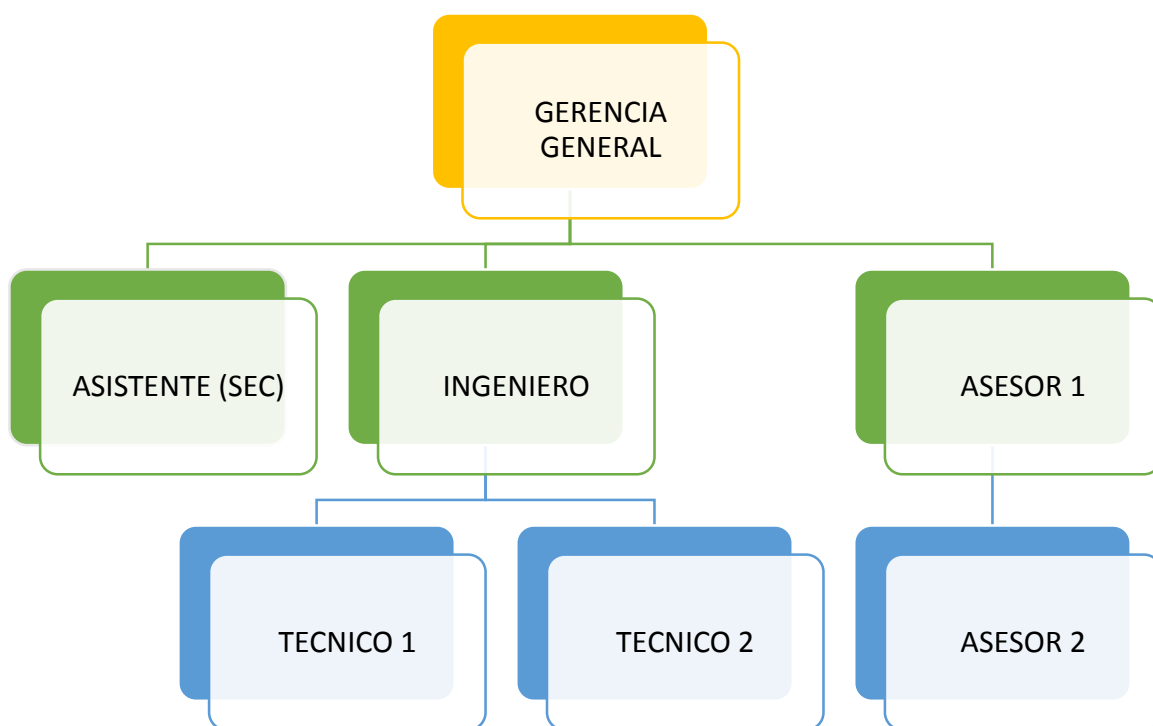 GERENCIA
GENERAL
ASISTENTE (SEC)
INGENIERO
ASESOR 1
TECNICO 1
TECNICO 2
ASESOR 2